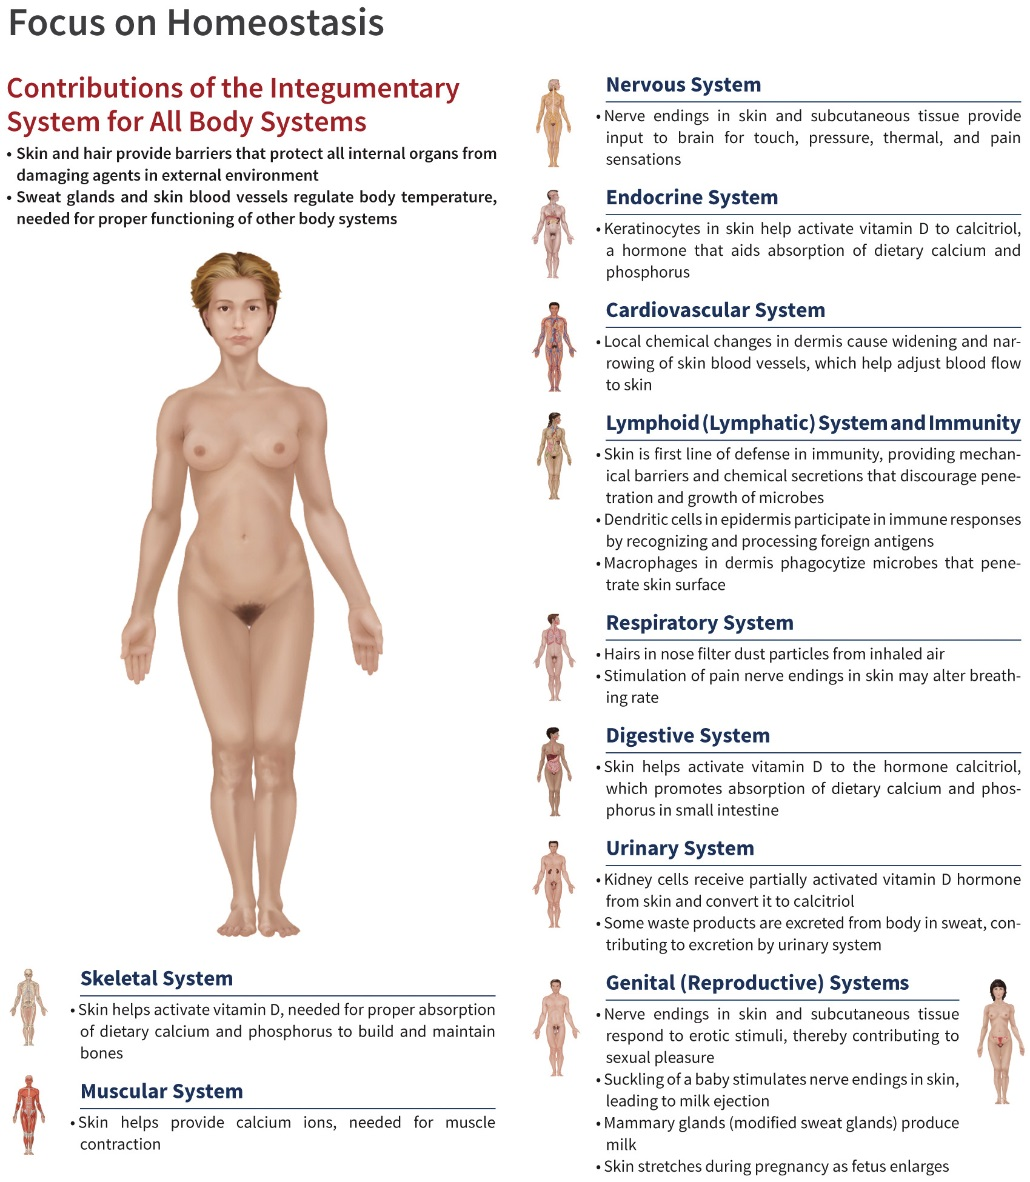 Focus on Homeostasis
Contributions of the Integumentary
System for All Body Systems
• Skin and hair provide barriers that protect all internal organs from
damaging agents in external environment
• Sweat glands and skin blood vessels regulate body temperature,
needed for proper functioning of other body systems
Skeletal System
• Skin helps activate vitamin D, needed for proper absorption
of dietary calcium and phosphorus to build and maintain
bones
Muscular System
• Skin helps provide calcium ions, needed for muscle
contraction
Nervous System
• Nerve endings in skin and subcutaneous tissue provide
input to brain for touch, pressure, thermal, and pain
sensations
Endocrine System
• Keratinocytes in skin help activate vitamin D to calcitriol,
a hormone that aids absorption of dietary calcium and
phosphorus
Cardiovascular System
• Local chemical changes in dermis cause widening and nar-
rowing of skin blood vessels, which help adjust blood flow
to skin
Lymphoid (Lymphatic) System and Immunity
• Skin is first line of defense in immunity, providing mechan-
ical barriers and chemical secretions that discourage pene-
tration and growth of microbes
• Dendritic cells in epidermis participate in immune responses
by recognizing and processing foreign antigens
• Macrophages in dermis phagocytize microbes that pene-
trate skin surface
Respiratory System
• Hairs in nose filter dust particles from inhaled air
• Stimulation of pain nerve endings in skin may alter breath-
ing rate
Digestive System
• Skin helps activate vitamin D to the hormone calcitriol,
which promotes absorption of dietary calcium and phos-
phorus in small intestine
Urinary System
• Kidney cells receive partially activated vitamin D hormone
from skin and convert it to calcitriol
• Some waste products are excreted from body in sweat, con-
tributing to excretion by urinary system
Genital (Reproductive) Systems
• Nerve endings in skin and subcutaneous tissue
respond to erotic stimuli, thereby contributing to
sexual pleasure
• Suckling of a baby stimulates nerve endings in skin,
leading to milk ejection
• Mammary glands (modified sweat glands) produce
milk
• Skin stretches during pregnancy as fetus enlarges